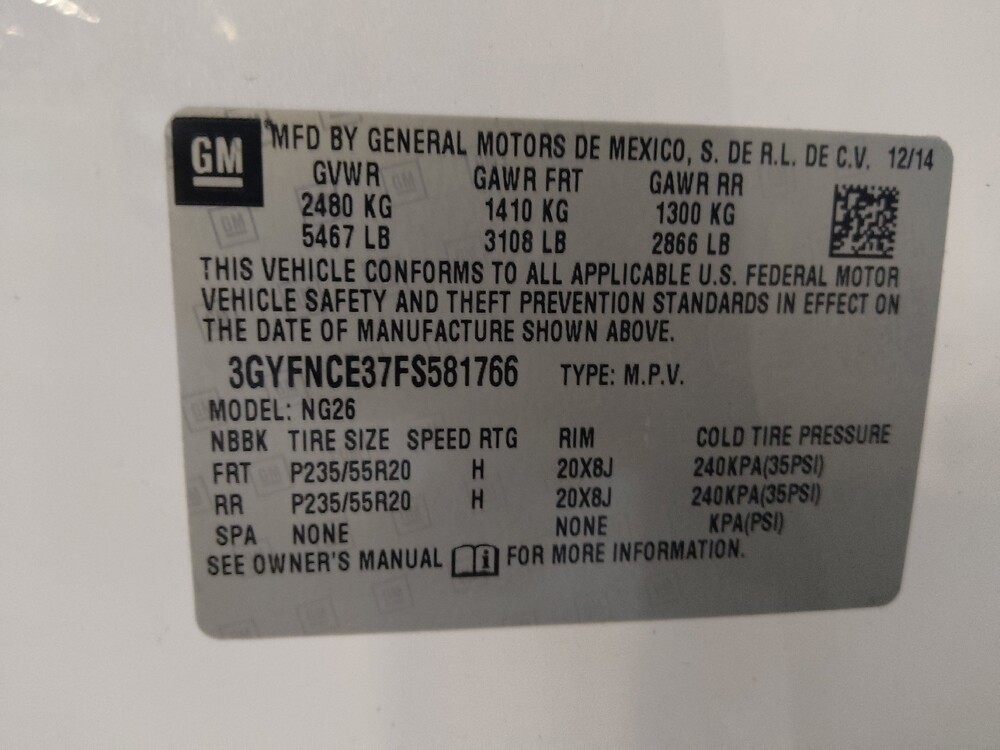 GM
*MFD BY GENERAL MOTORS DE MEXICO, S. DE R.L. DE C.V. 12/14
GVWR GAWR FRT GAWR RR
2480 KG 1410 KG 1300 KG
5467 LB 3108 LB 2866 LB
THIS VEHICLE CONFORMS TO ALL APPLICABLE U.S. FEDERAL MOTOR
VEHICLE SAFETY AND THEFT PREVENTION STANDARDS IN EFFECT ON
THE DATE OF MANUFACTURE SHOWN ABOVE.
3GYFNCE37FS581766 TYPE: M.P.V.
MODEL: NG26
NBBK TIRE SIZE SPEED RTG RIM COLD TIRE PRESSURE
FRT P235/55R20 H 20X8J 240KPA(35PSI)
RR P235/55R20 H 20X8J 240KPA(35PSI)
SPA NONE NONE KPA(PSI)
SEE OWNER'S MANUAL i FOR MORE INFORMATION.